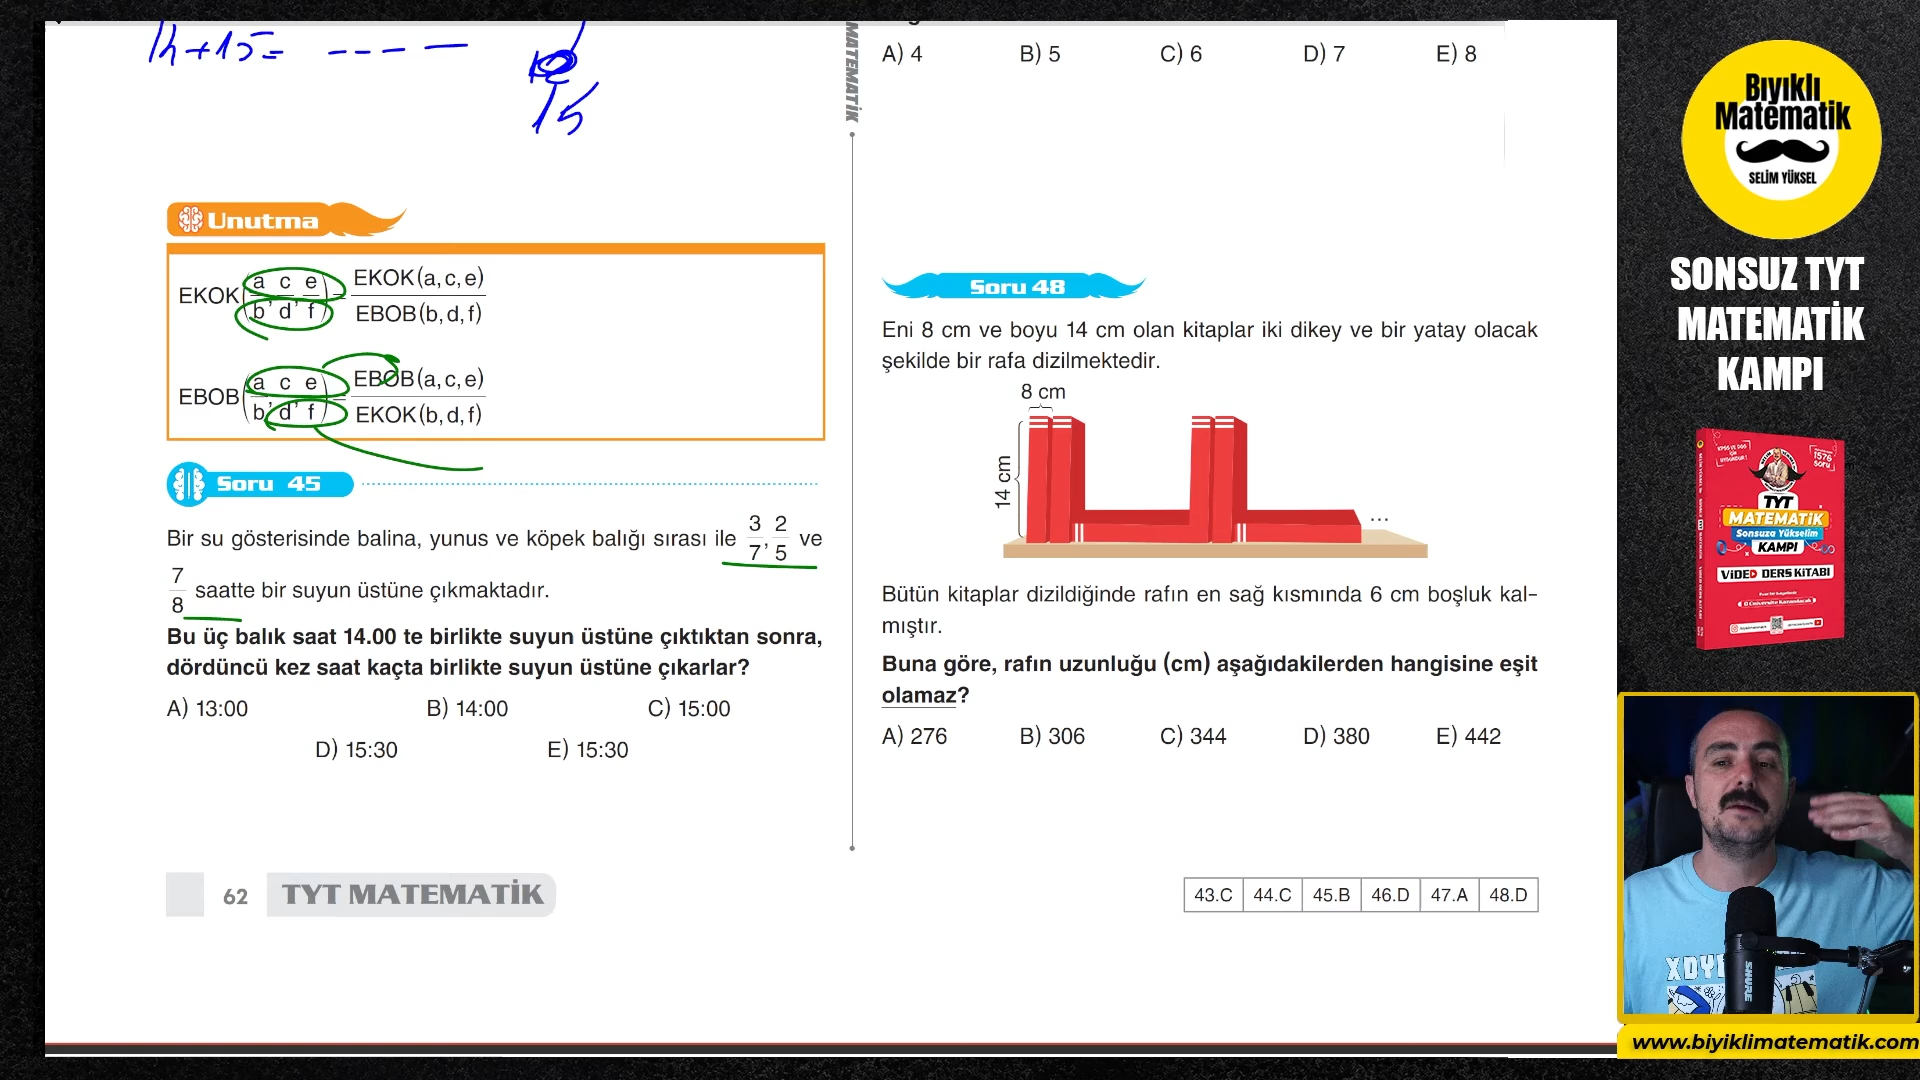 12+15=
15
Unutma
EKOK(a/b, c/d, e/f) = EKOK(a, c, e)/EBOB(b, d, f)
EBOB(a/b, c/d, e/f) = EBOB(a, c, e)/EKOK(b, d, f)
Soru 45
Bir su gösterisinde balina, yunus ve köpek balığı sırası ile 3/7, 2/5 ve
7/8 saatte bir suyun üstüne çıkmaktadır.
Bu üç balık saat 14.00 te birlikte suyun üstüne çıktıktan sonra,
dördüncü kez saat kaçta birlikte suyun üstüne çıkarlar?
A) 13:00 B) 14:00 C) 15:00
D) 15:30 E) 15:30
62 TYT MATEMATİK
MATEMATİK
A) 4 B) 5 C) 6 D) 7 E) 8
Soru 48
Eni 8 cm ve boyu 14 cm olan kitaplar iki dikey ve bir yatay olacak
şekilde bir rafa dizilmektedir.
8 cm
14 cm
...
Bütün kitaplar dizildiğinde rafın en sağ kısmında 6 cm boşluk kal-
mıştır.
Buna göre, rafın uzunluğu (cm) aşağıdakilerden hangisine eşit
olamaz?
A) 276 B) 306 C) 344 D) 380 E) 442
43.C 44.C 45.B 46.D 47.A 48.D
Bıyıklı
Matematik
SELİM YÜKSEL
SONSUZ TYT
MATEMATİK
KAMPI
1576
soru
TYT
MATEMATİK
Sonsuza Yükselim
KAMPI
VİDEO DERS KİTABI
SHURE
www.biyiklimatematik.com